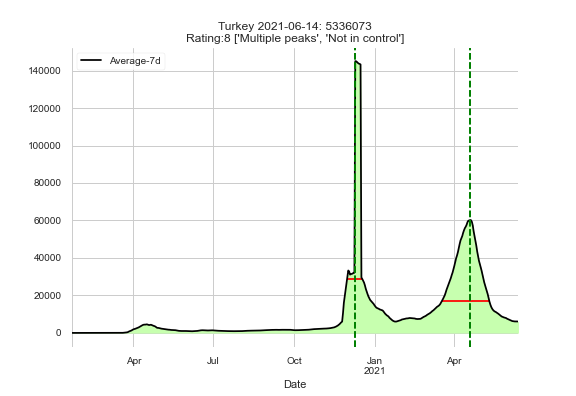 Turkey 2021-06-14: 5336073
Rating:8 ['Multiple peaks', 'Not in control']
Average-7d
140000
120000
100000
80000
60000
40000
20000
0
Apr Jul Oct Jan Apr
2021
Date